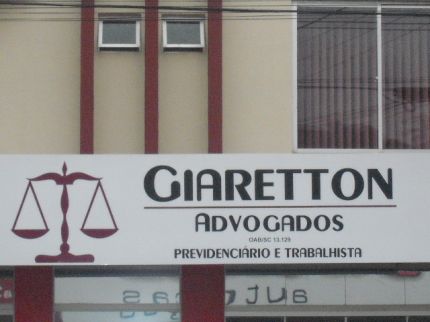 GIARETTON
ADVOGADOS
OAB/SC 13.129
PREVIDENCIÁRIO E TRABALHISTA